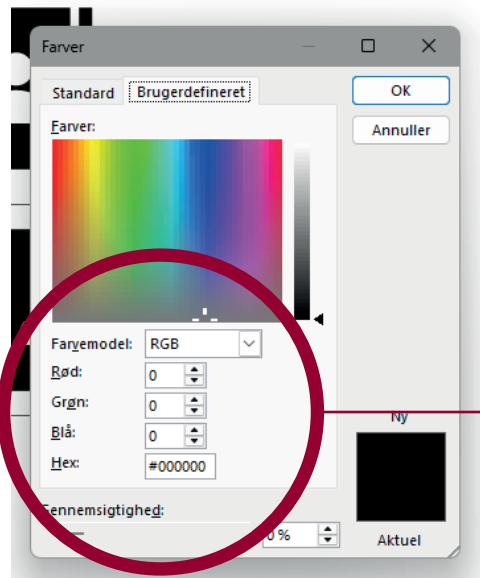 Farver
Standard
Brugerdefineret
OK
Annuller
Farver:
Farvemodel: RGB
Rød: 0
Grøn: 0
Blå: 0
Hex: #000000
Ny
Gennemsigtighed:
0 %
Aktuel